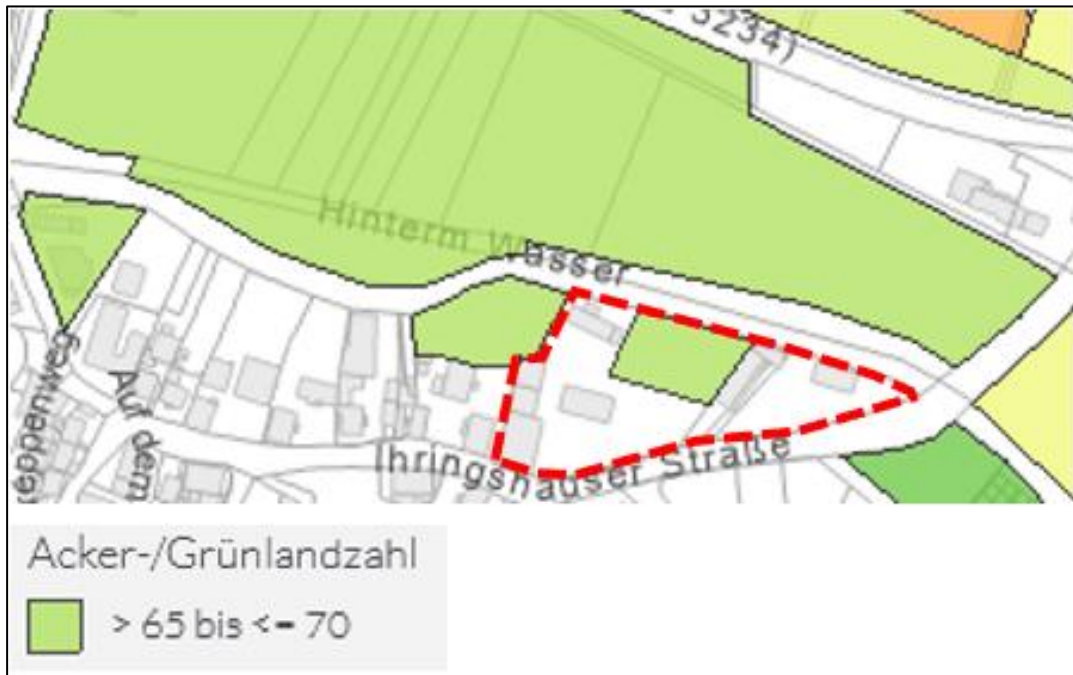 3234)
Hinterm Wasser
Auf dem
Ihringshäuser Straße
Acker-/Grünlandzahl
> 65 bis <= 70